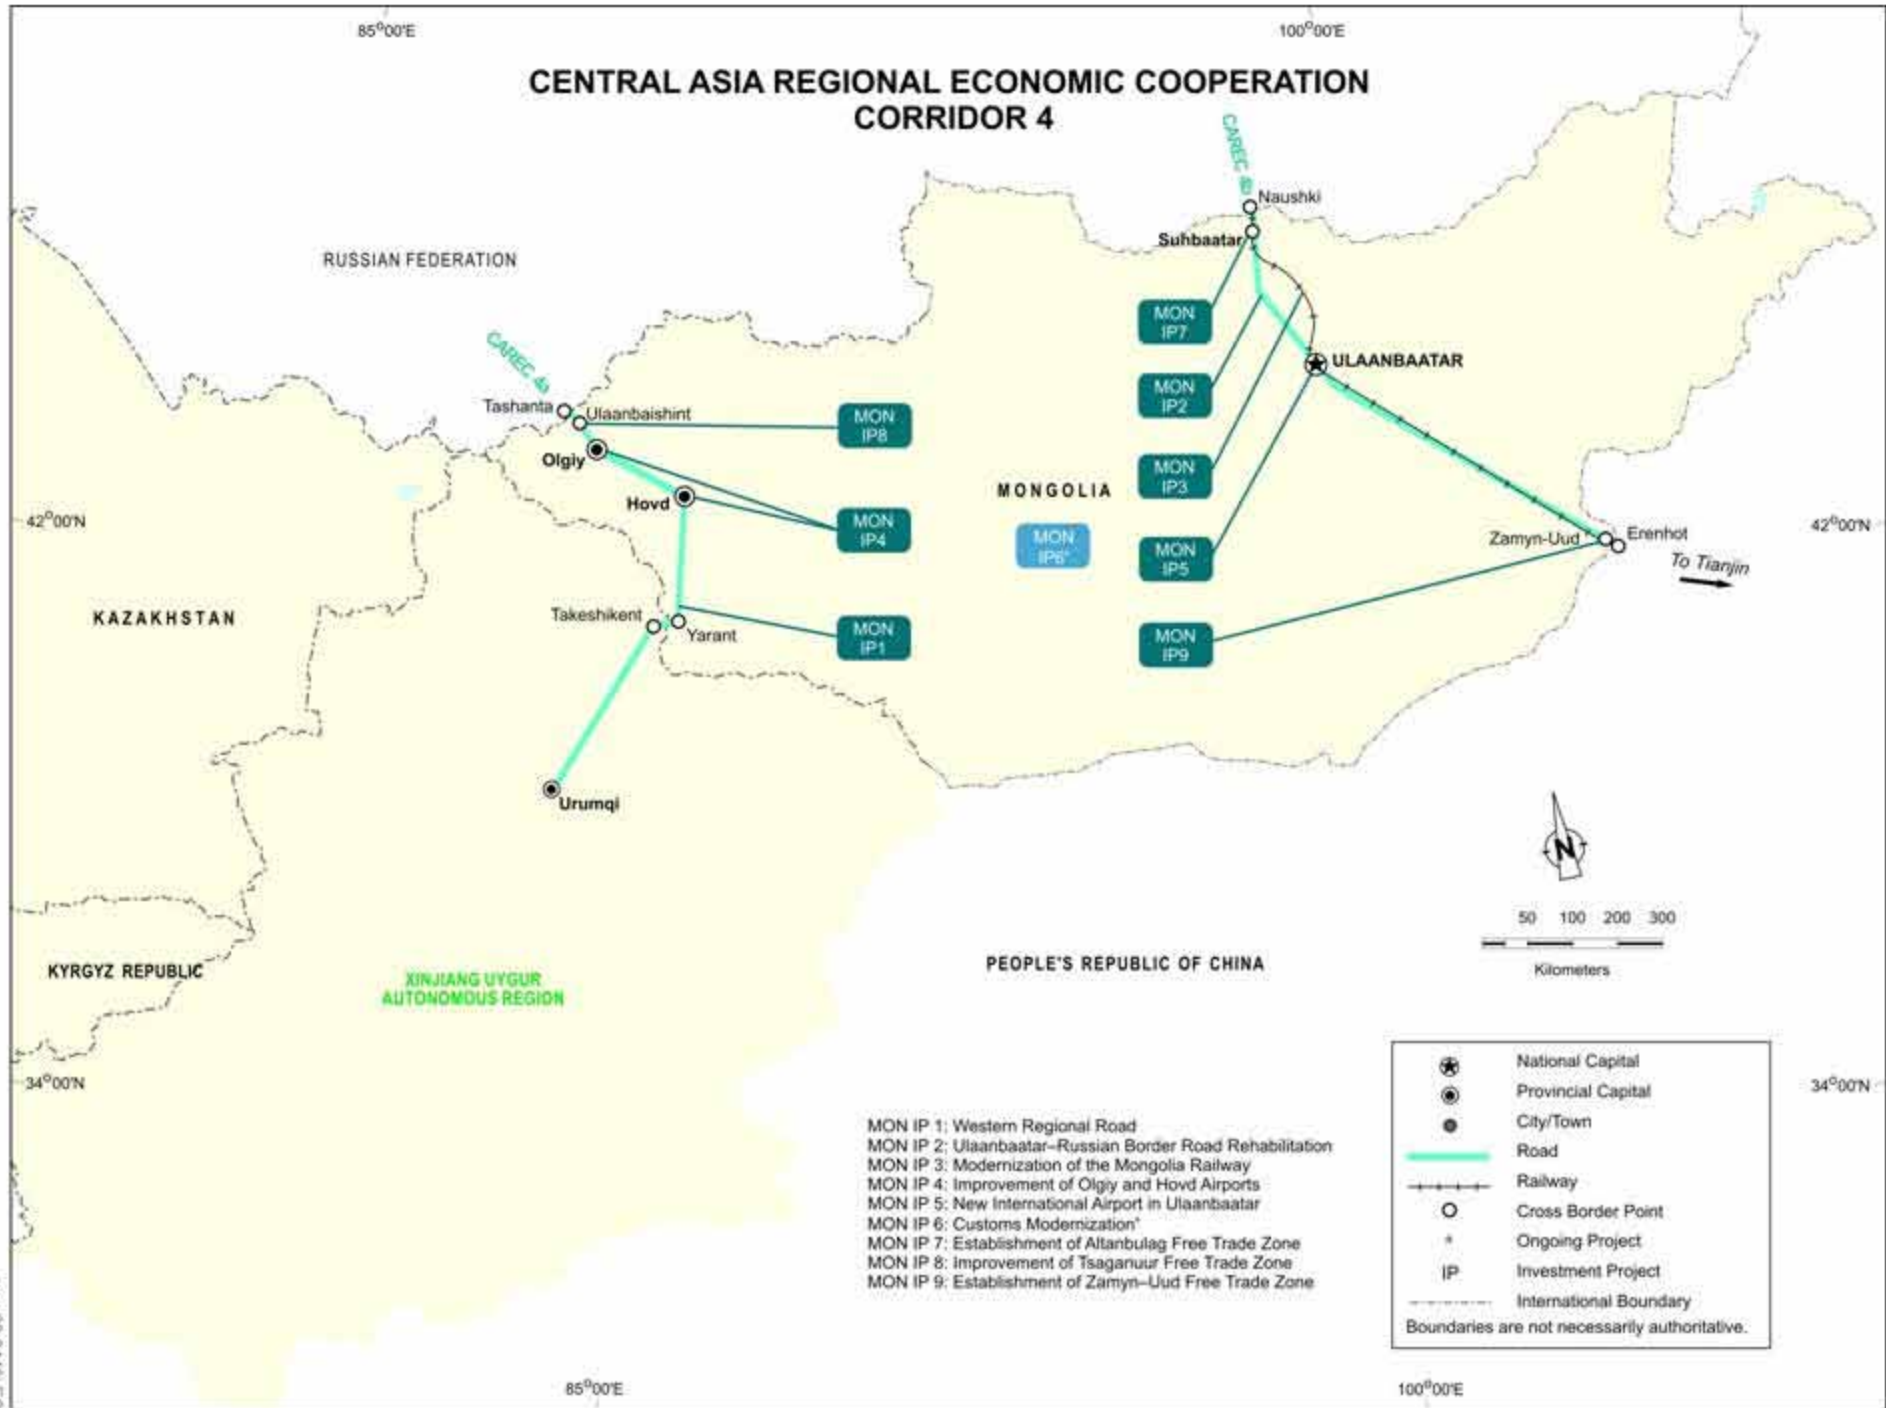 85°00'E
100°00'E
CENTRAL ASIA REGIONAL ECONOMIC COOPERATION
CORRIDOR 4
CAREC 4b
Naushki
Suhbaatar
RUSSIAN FEDERATION
MON
IP7
CAREC 4a
ULAANBAATAR
Tashanta
Ulaanbaishint
MON
IP8
MON
IP2
Olgiy
Hovd
MON
IP3
MONGOLIA
42°00'N
42°00'N
MON
IP4
MON
IP6*
MON
IP5
Zamyn-Uud
Erenhot
To Tianjin
KAZAKHSTAN
Takeshikent
Yarant
MON
IP1
MON
IP9
Urumqi
N
50 100 200 300
Kilometers
KYRGYZ REPUBLIC
XINJIANG UYGUR
AUTONOMOUS REGION
PEOPLE'S REPUBLIC OF CHINA
34°00'N
34°00'N
MON IP 1: Western Regional Road
MON IP 2: Ulaanbaatar–Russian Border Road Rehabilitation
MON IP 3: Modernization of the Mongolia Railway
MON IP 4: Improvement of Olgiy and Hovd Airports
MON IP 5: New International Airport in Ulaanbaatar
MON IP 6: Customs Modernization*
MON IP 7: Establishment of Altanbulag Free Trade Zone
MON IP 8: Improvement of Tsaganuur Free Trade Zone
MON IP 9: Establishment of Zamyn–Uud Free Trade Zone
National Capital
Provincial Capital
City/Town
Road
Railway
Cross Border Point
* Ongoing Project
IP Investment Project
International Boundary
Boundaries are not necessarily authoritative.
85°00'E
100°00'E